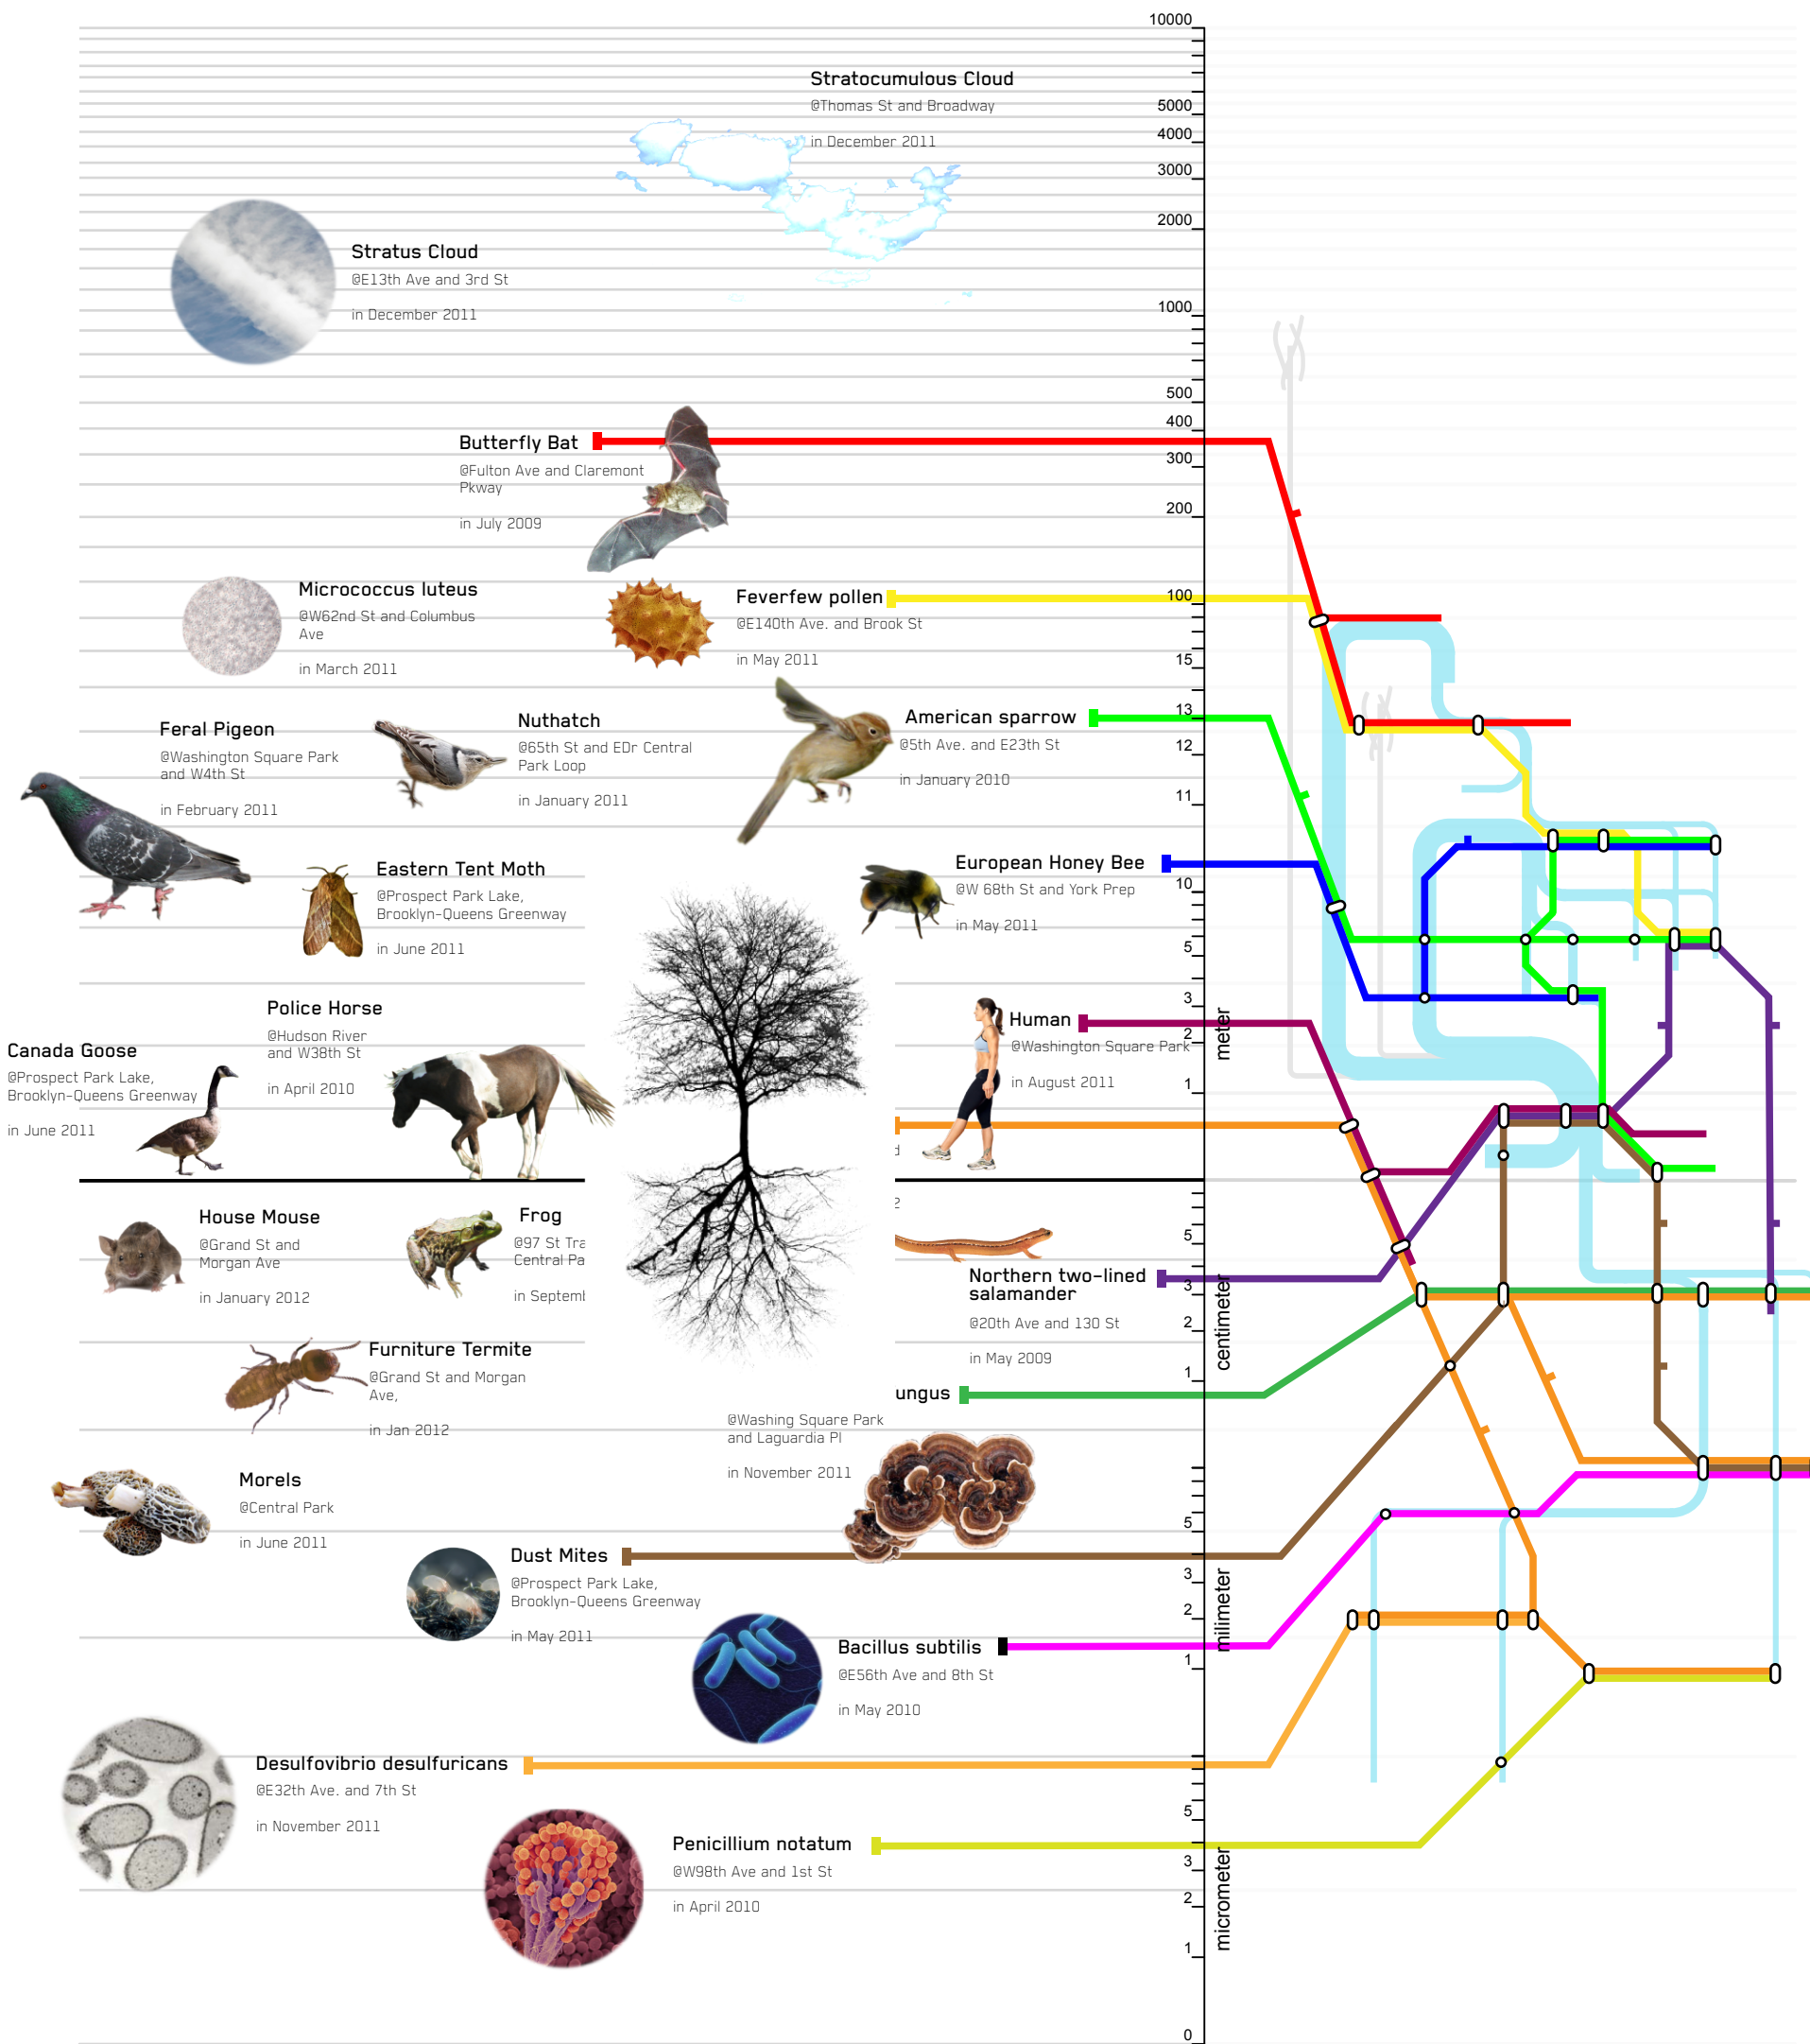 10000
Stratocumulous Cloud
@Thomas St and Broadway
in December 2011
5000
4000
3000
2000
Stratus Cloud
@E13th Ave and 3rd St
in December 2011
1000
500
400
Butterfly Bat
@Fulton Ave and Claremont
Pkway
in July 2009
300
200
Micrococcus luteus
@W62nd St and Columbus
Ave
in March 2011
Feverfew pollen
@E140th Ave. and Brook St
in May 2011
100
15
Feral Pigeon
@Washington Square Park
and W4th St
in February 2011
Nuthatch
@65th St and EDr Central
Park Loop
in January 2011
American sparrow
@5th Ave. and E23th St
in January 2010
13
12
11
Eastern Tent Moth
@Prospect Park Lake,
Brooklyn-Queens Greenway
in June 2011
European Honey Bee
@W 68th St and York Prep
in May 2011
10
5
3
2
1
meter
Police Horse
@Hudson River
and W38th St
in April 2010
Human
@Washington Square Park
in August 2011
Canada Goose
@Prospect Park Lake,
Brooklyn-Queens Greenway
in June 2011
d
2
House Mouse
@Grand St and
Morgan Ave
in January 2012
Frog
@97 St Tra
Central Pa
in Septem
Northern two-lined
salamander
@20th Ave and 130 St
in May 2009
5
3
2
1
centimeter
Furniture Termite
@Grand St and Morgan
Ave,
in Jan 2012
ungus
@Washing Square Park
and Laguardia Pl
in November 2011
Morels
@Central Park
in June 2011
Dust Mites
@Prospect Park Lake,
Brooklyn-Queens Greenway
in May 2011
5
3
2
1
milimeter
Bacillus subtilis
@E56th Ave and 8th St
in May 2010
Desulfovibrio desulfuricans
@E32th Ave. and 7th St
in November 2011
Penicillium notatum
@W98th Ave and 1st St
in April 2010
5
3
2
1
micrometer
0